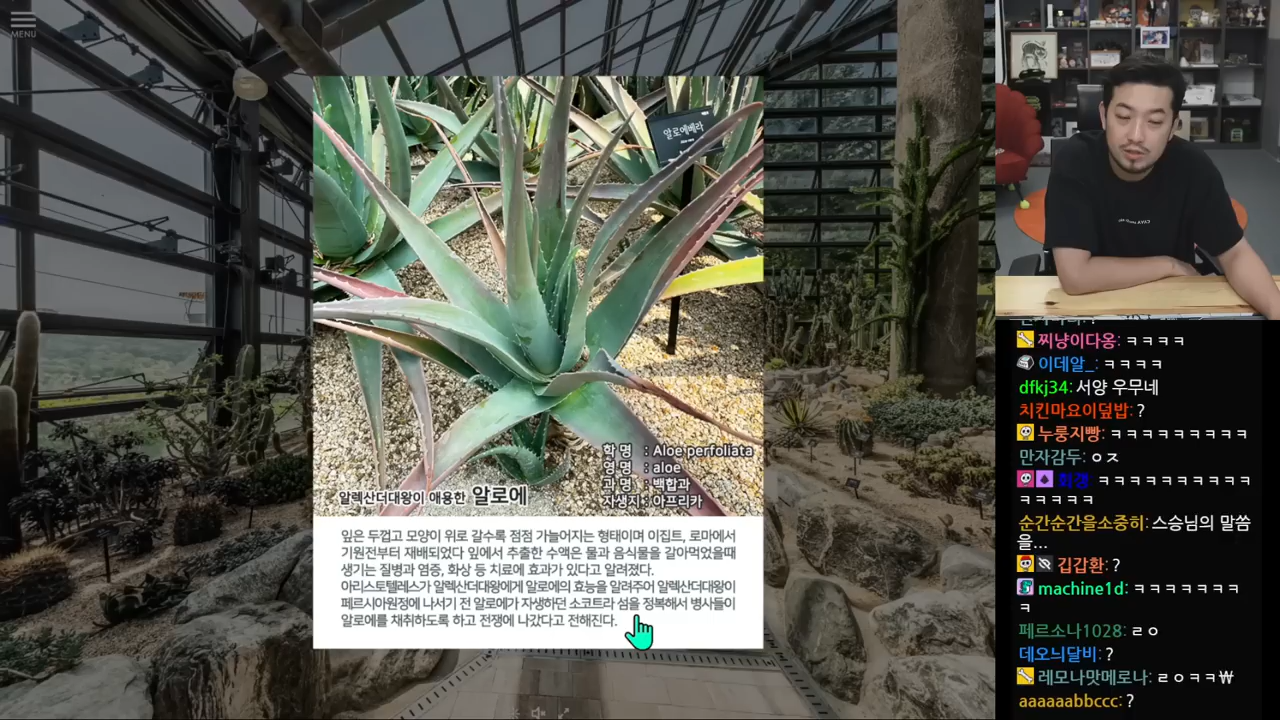 MENU
알로에베라
학 명 : Aloe perfoliata
영 명 : aloe
과 명 : 백합과
자생지 : 아프리카
알렉산더대왕이 애용한 알로에
잎은 두껍고 모양이 위로 갈수록 점점 가늘어지는 형태이며 이집트, 로마에서
기원전부터 재배되었다 잎에서 추출한 수액은 물과 음식물을 갈아먹었을때
생기는 질병과 염증, 화상 등 치료에 효과가 있다고 알려졌다.
아리스토텔레스가 알렉산더대왕에게 알로에의 효능을 알려주어 알렉산더대왕이
페르시아원정에 나서기 전 알로에가 자생하던 소코트라 섬을 정복해서 병사들이
알로에를 채취하도록 하고 전쟁에 나갔다고 전해진다.
찌냥이다옹: ㅋㅋㅋㅋ
이데알_: ㅋㅋㅋㅋ
dfkj34: 서양 우무네
치킨마요이덮밥: ?
누룽지빵: ㅋㅋㅋㅋㅋㅋㅋㅋㅋ
만자감두: ㅇㅈ
희경: ㅋㅋㅋㅋㅋㅋㅋㅋㅋㅋ
ㅋㅋㅋㅋㅋ
순간순간을소중히: 스승님의 말씀
을...
김갑환: ?
machine1d: ㅋㅋㅋㅋㅋㅋㅋ
ㅋ
페르소나1028: ㄹㅇ
데오늬달비: ?
레모나맛메로나: ㄹㅇㅋㅋ₩
aaaaaabbccc: ?